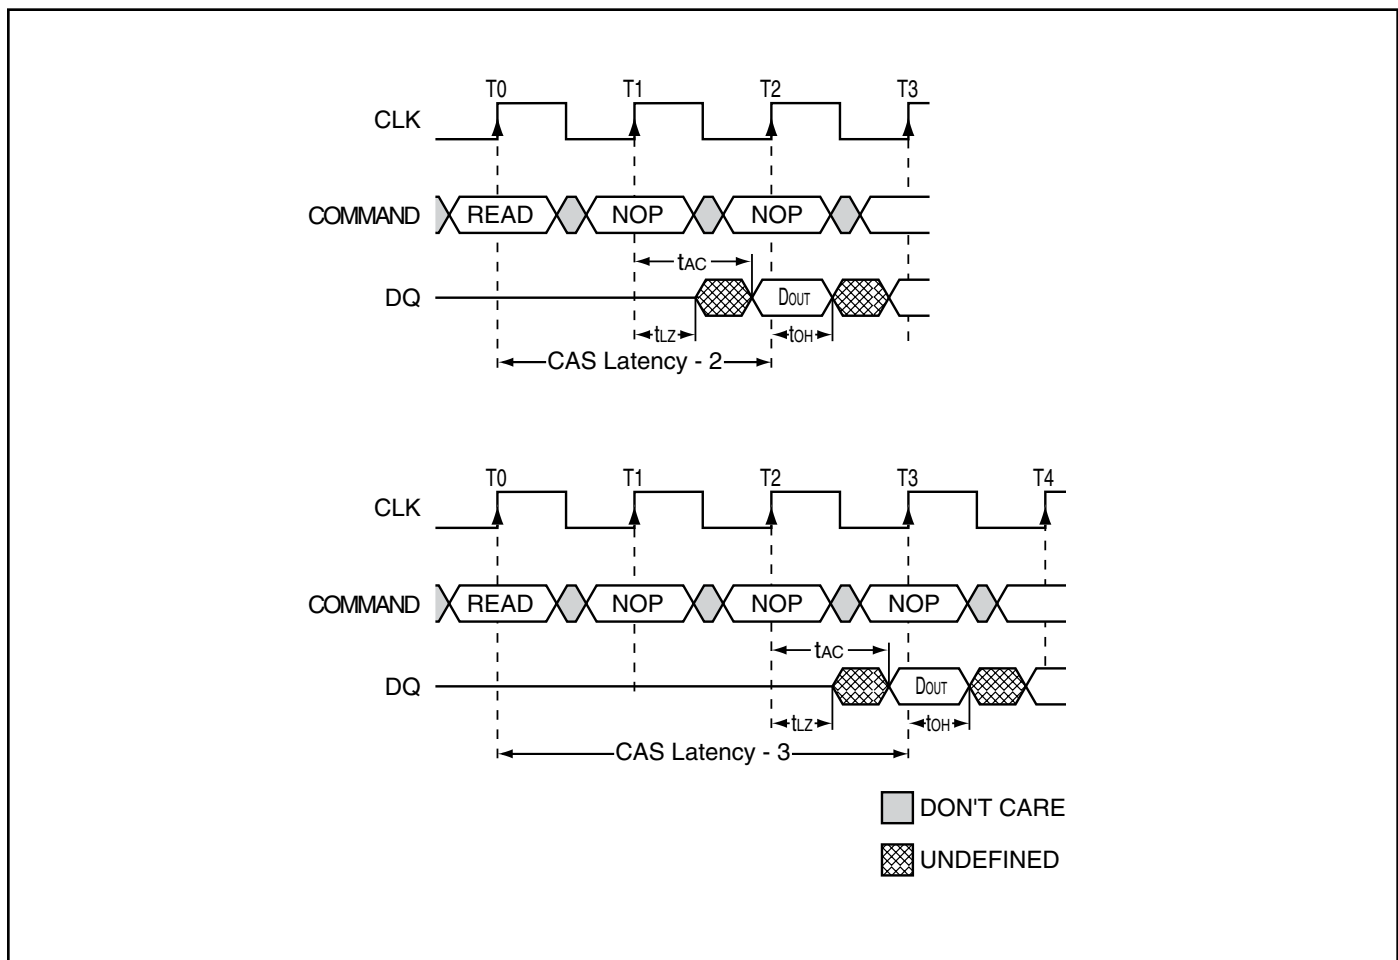 T0 T1 T2 T3
CLK
COMMAND READ NOP NOP
tAC
DQ DOUT
tLZ tOH
CAS Latency - 2
T0 T1 T2 T3 T4
CLK
COMMAND READ NOP NOP NOP
tAC
DQ DOUT
tLZ tOH
CAS Latency - 3
DON'T CARE
UNDEFINED